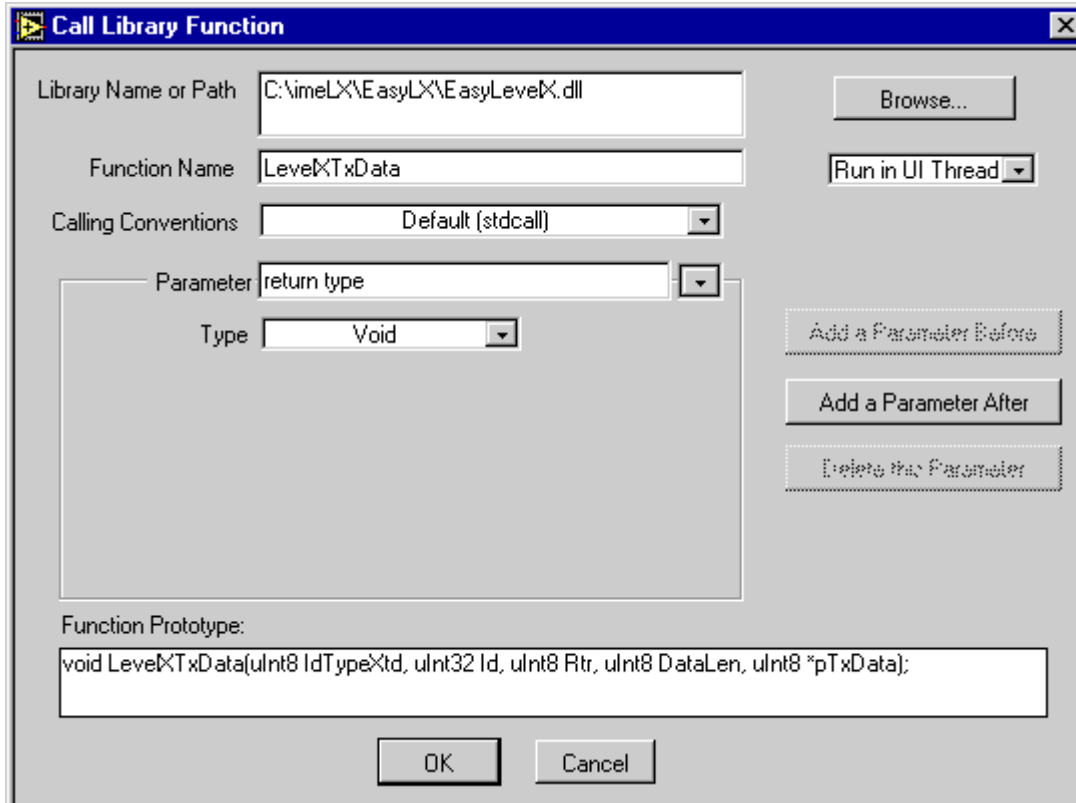 Call Library Function
Library Name or Path C:\imeLX\EasyLX\EasyLevelX.dll Browse...
Function Name LevelXTxData Run in UI Thread
Calling Conventions Default (stdcall)
Parameter return type
Type Void
Add a Parameter Before
Add a Parameter After
Delete this Parameter
Function Prototype:
void LevelXTxData(uInt8 IdTypeXtd, uInt32 Id, uInt8 Rtr, uInt8 DataLen, uInt8 *pTxData);
OK Cancel